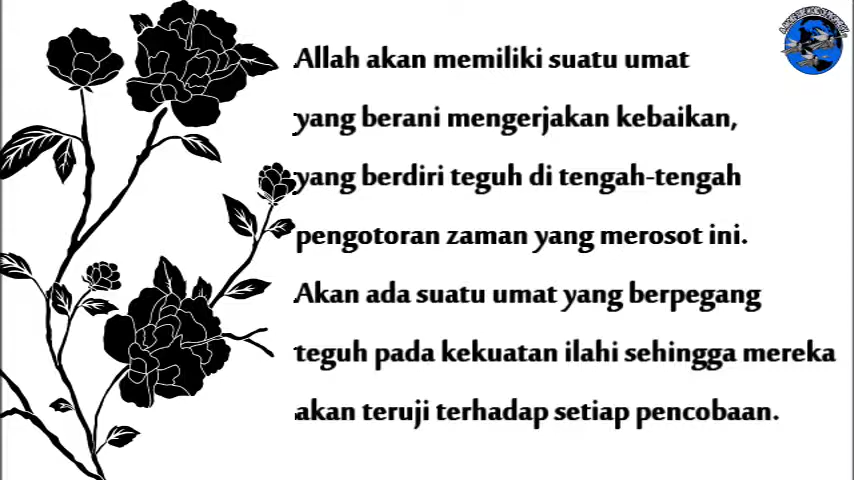 Allah akan memiliki suatu umat
yang berani mengerjakan kebaikan,
yang berdiri teguh di tengah-tengah
pengotoran zaman yang merosot ini.
Akan ada suatu umat yang berpegang
teguh pada kekuatan ilahi sehingga mereka
akan teruji terhadap setiap pencobaan.